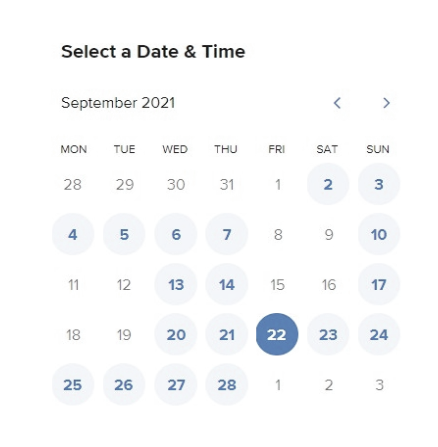 Select a Date & Time
September 2021
MON TUE WED THU FRI SAT SUN
28 29 30 31 1 2 3
4 5 6 7 8 9 10
11 12 13 14 15 16 17
18 19 20 21 22 23 24
25 26 27 28 1 2 3